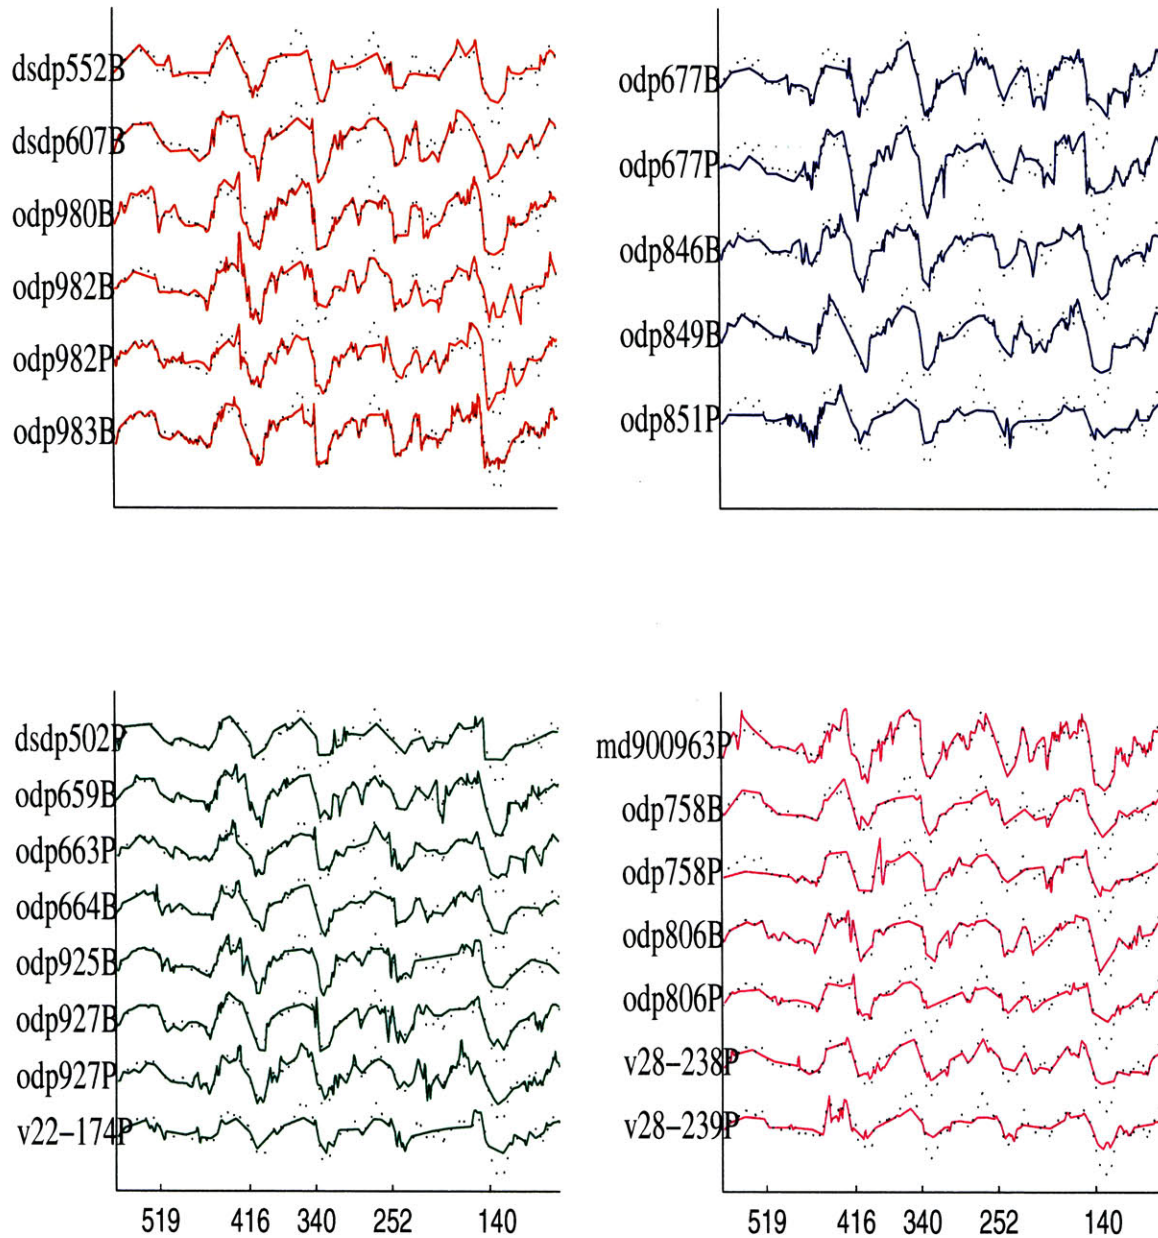 dsdp552B
dsdp607B
odp980B
odp982B
odp982P
odp983B
odp677B
odp677P
odp846B
odp849B
odp851P
dsdp502P
odp659B
odp663P
odp664B
odp925B
odp927B
odp927P
v22-174P
519 416 340 252 140
md900963P
odp758B
odp758P
odp806B
odp806P
v28-238P
v28-239P
519 416 340 252 140